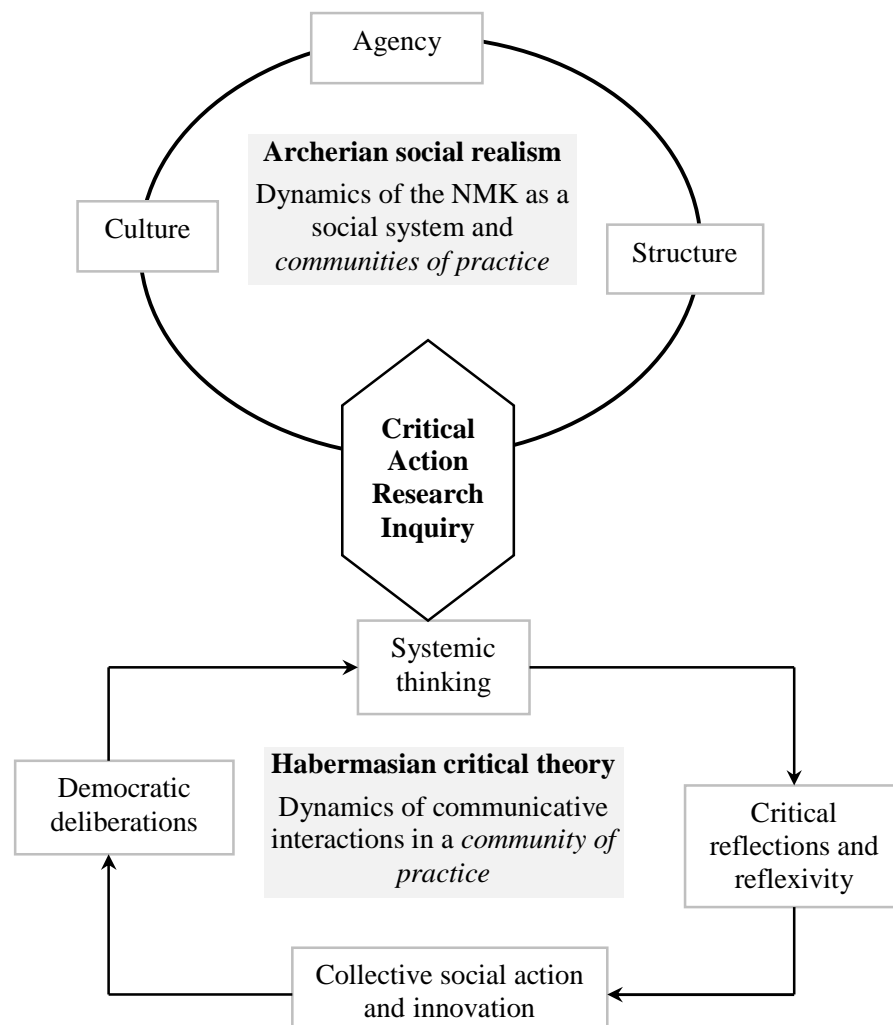 Agency
Archerian social realism
Dynamics of the NMK as a
social system and
communities of practice
Culture
Structure
Critical
Action
Research
Inquiry
Systemic
thinking
Habermasian critical theory
Dynamics of communicative
interactions in a community of
practice
Democratic
deliberations
Critical
reflections and
reflexivity
Collective social action
and innovation